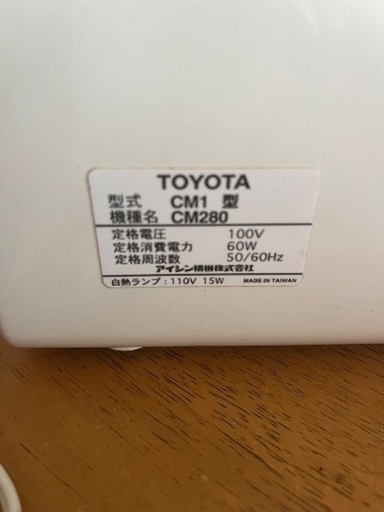 TOYOTA
型式 CM1 型
機種名 CM280
定格電圧 100V
定格消費電力 60W
定格周波数 50/60Hz
アイシン精機株式会社
白熱ランプ：110V 15W MADE IN TAIWAN